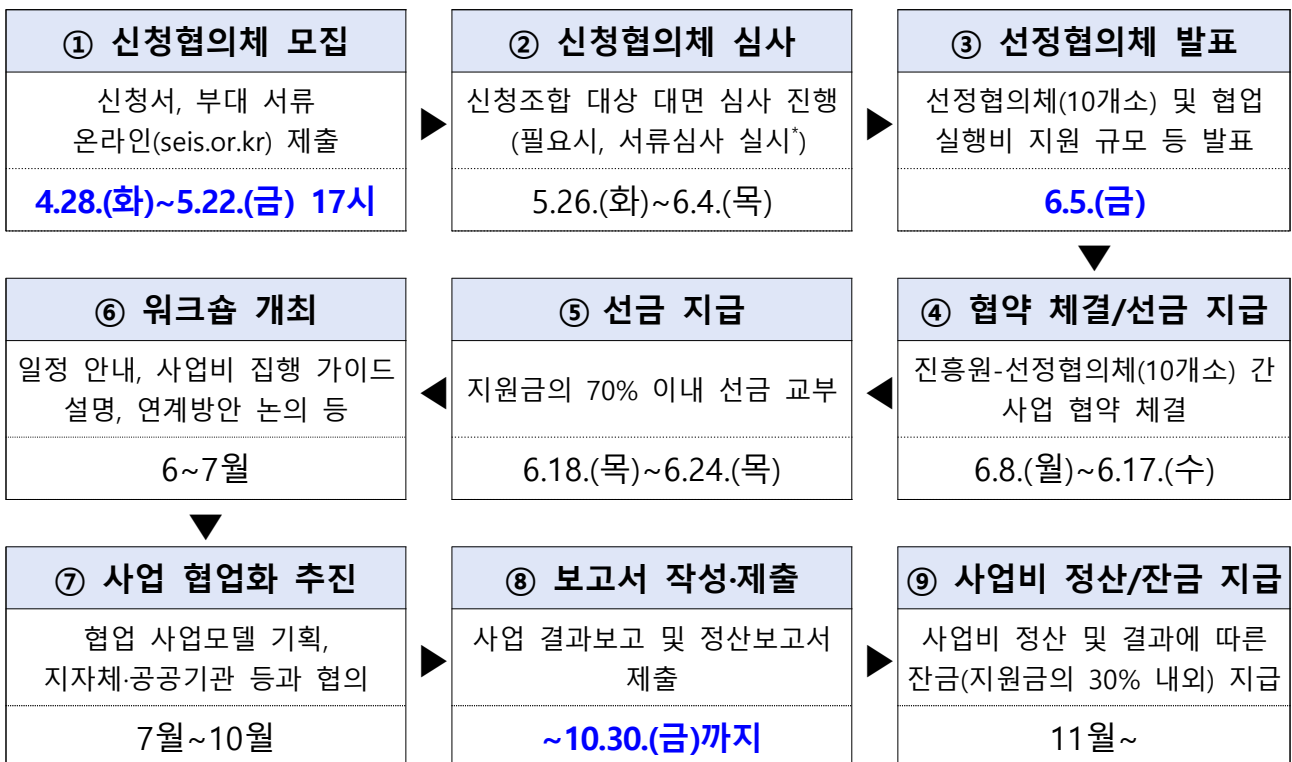 ① 신청협의체 모집
신청서, 부대 서류
온라인(seis.or.kr) 제출
4.28.(화)~5.22.(금) 17시
② 신청협의체 심사
신청조합 대상 대면 심사 진행
(필요시, 서류심사 실시*)
5.26.(화)~6.4.(목)
③ 선정협의체 발표
선정협의체(10개소) 및 협업
실행비 지원 규모 등 발표
6.5.(금)
④ 협약 체결/선금 지급
진흥원-선정협의체(10개소) 간
사업 협약 체결
6.8.(월)~6.17.(수)
⑤ 선금 지급
지원금의 70% 이내 선금 교부
6.18.(목)~6.24.(목)
⑥ 워크숍 개최
일정 안내, 사업비 집행 가이드
설명, 연계방안 논의 등
6~7월
⑦ 사업 협업화 추진
협업 사업모델 기획,
지자체·공공기관 등과 협의
7월~10월
⑧ 보고서 작성·제출
사업 결과보고 및 정산보고서
제출
~10.30.(금)까지
⑨ 사업비 정산/잔금 지급
사업비 정산 및 결과에 따른
잔금(지원금의 30% 내외) 지급
11월~